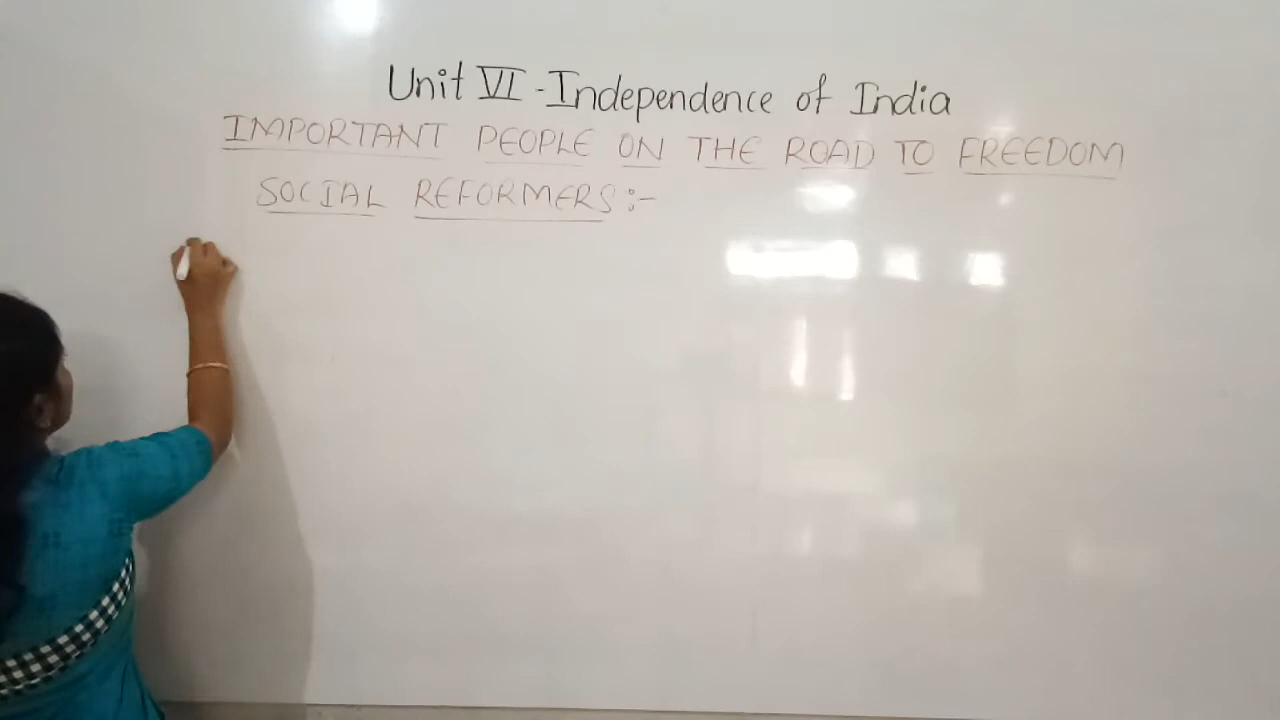 Unit VI - Independence of India
IMPORTANT PEOPLE ON THE ROAD TO FREEDOM
SOCIAL REFORMERS:-